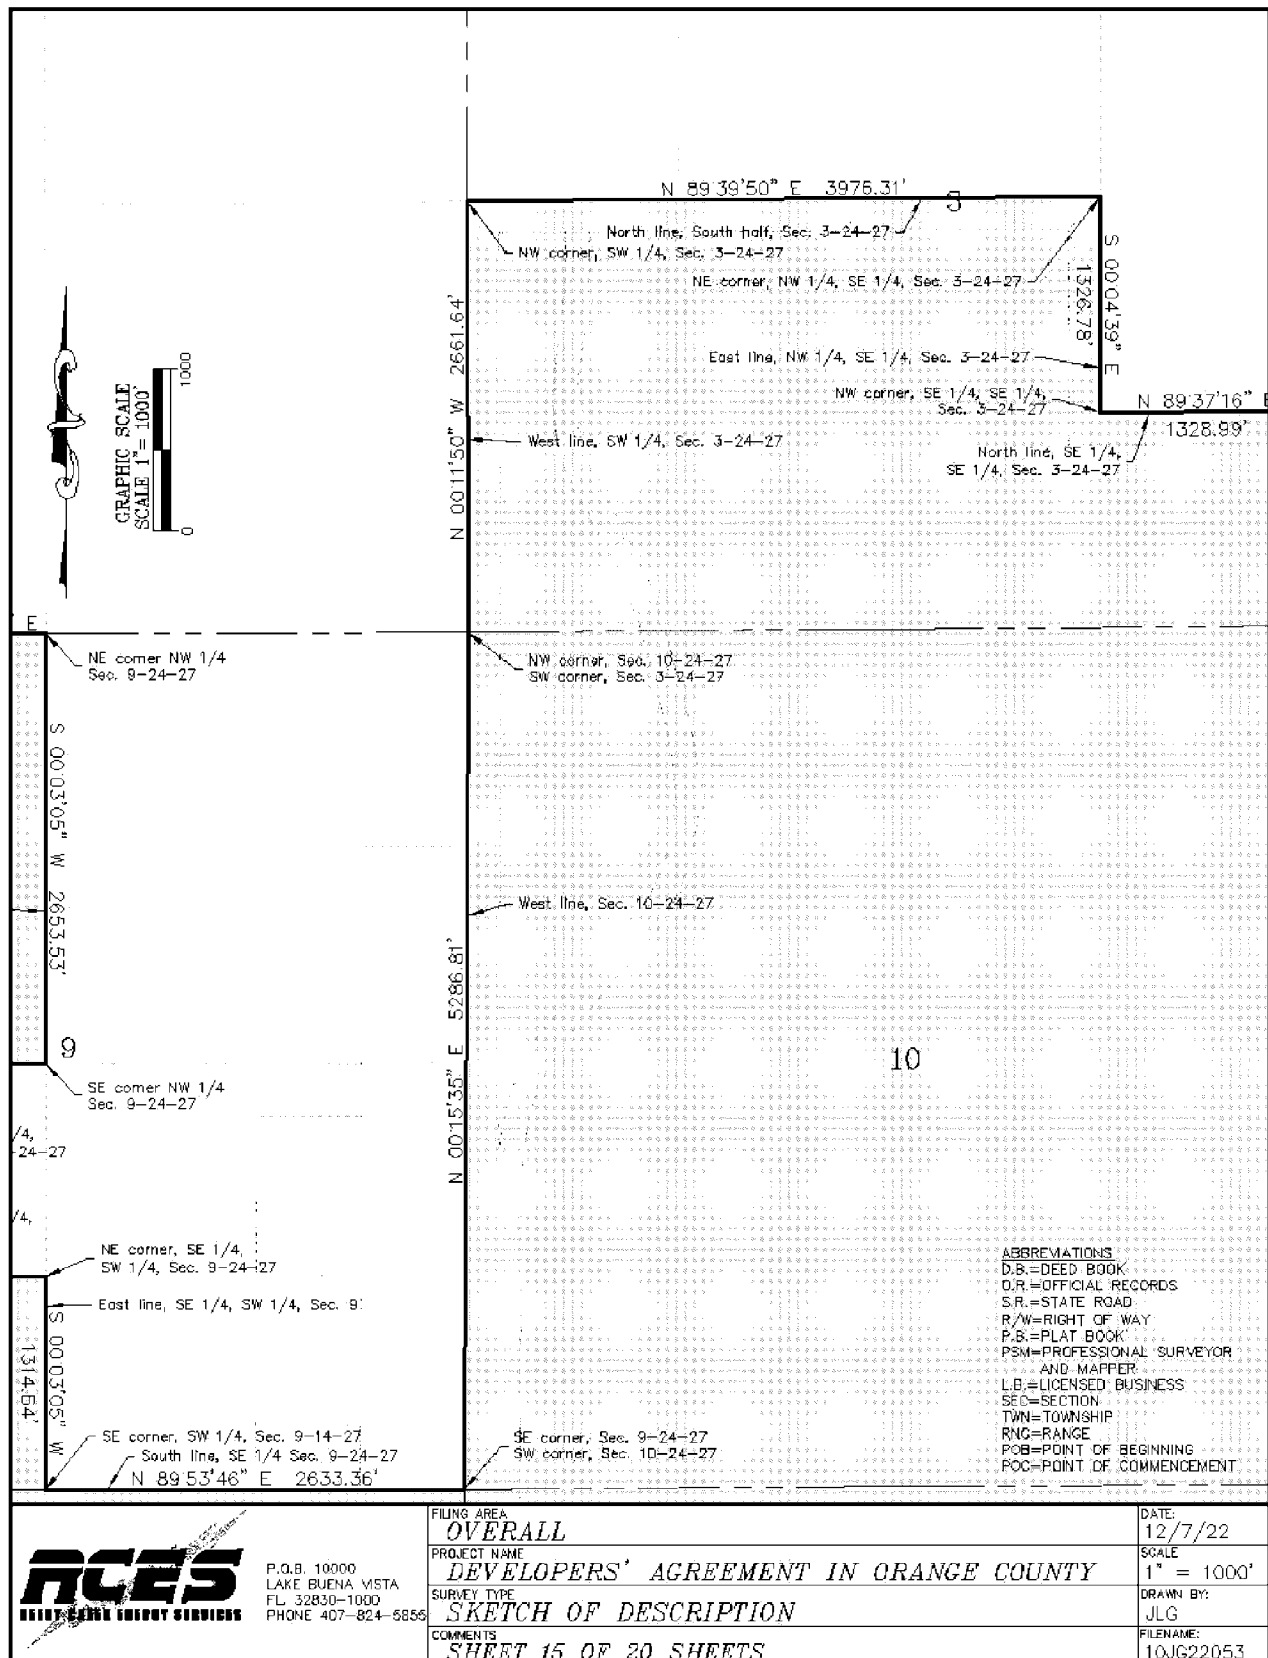 N 89°39'50" E 3976.31'
3
North line, South half, Sec. 3-24-27
NW corner, SW 1/4, Sec. 3-24-27
NE corner, NW 1/4, SE 1/4, Sec. 3-24-27
S 00°04'39" E
1326.78'
East line, NW 1/4, SE 1/4, Sec. 3-24-27
NW corner, SE 1/4, SE 1/4,
Sec. 3-24-27
N 89°37'16" E
1328.99'
North line, SE 1/4,
SE 1/4, Sec. 3-24-27
N 00°11'50" W 2661.64'
West line, SW 1/4, Sec. 3-24-27
GRAPHIC SCALE
SCALE 1" = 1000'
0
1000
E
NE corner NW 1/4
Sec. 9-24-27
NW corner, Sec. 10-24-27
SW corner, Sec. 3-24-27
S 00°03'05" W 2653.53'
West line, Sec. 10-24-27
N 00°15'35" E 5286.81'
9
10
SE corner NW 1/4
Sec. 9-24-27
/4,
-24-27
/4,
NE corner, SE 1/4,
SW 1/4, Sec. 9-24-27
East line, SE 1/4, SW 1/4, Sec. 9
S 00°03'05" W
1314.64'
SE corner, SW 1/4, Sec. 9-14-27
South line, SE 1/4 Sec. 9-24-27
N 89°53'46" E 2633.36'
SE corner, Sec. 9-24-27
SW corner, Sec. 10-24-27
ABBREVIATIONS
D.B.=DEED BOOK
O.R.=OFFICIAL RECORDS
S.R.=STATE ROAD
R/W=RIGHT OF WAY
P.B.=PLAT BOOK
PSM=PROFESSIONAL SURVEYOR
AND MAPPER
L.B.=LICENSED BUSINESS
SEC=SECTION
TWN=TOWNSHIP
RNG=RANGE
POB=POINT OF BEGINNING
POC=POINT OF COMMENCEMENT
RCES
REEDY CREEK ENERGY SERVICES
P.O.B. 10000
LAKE BUENA VISTA
FL 32830-1000
PHONE 407-824-5856
FILING AREA
OVERALL
PROJECT NAME
DEVELOPERS' AGREEMENT IN ORANGE COUNTY
SURVEY TYPE
SKETCH OF DESCRIPTION
COMMENTS
SHEET 15 OF 20 SHEETS
DATE:
12/7/22
SCALE
1" = 1000'
DRAWN BY:
JLG
FILENAME:
10JG22053